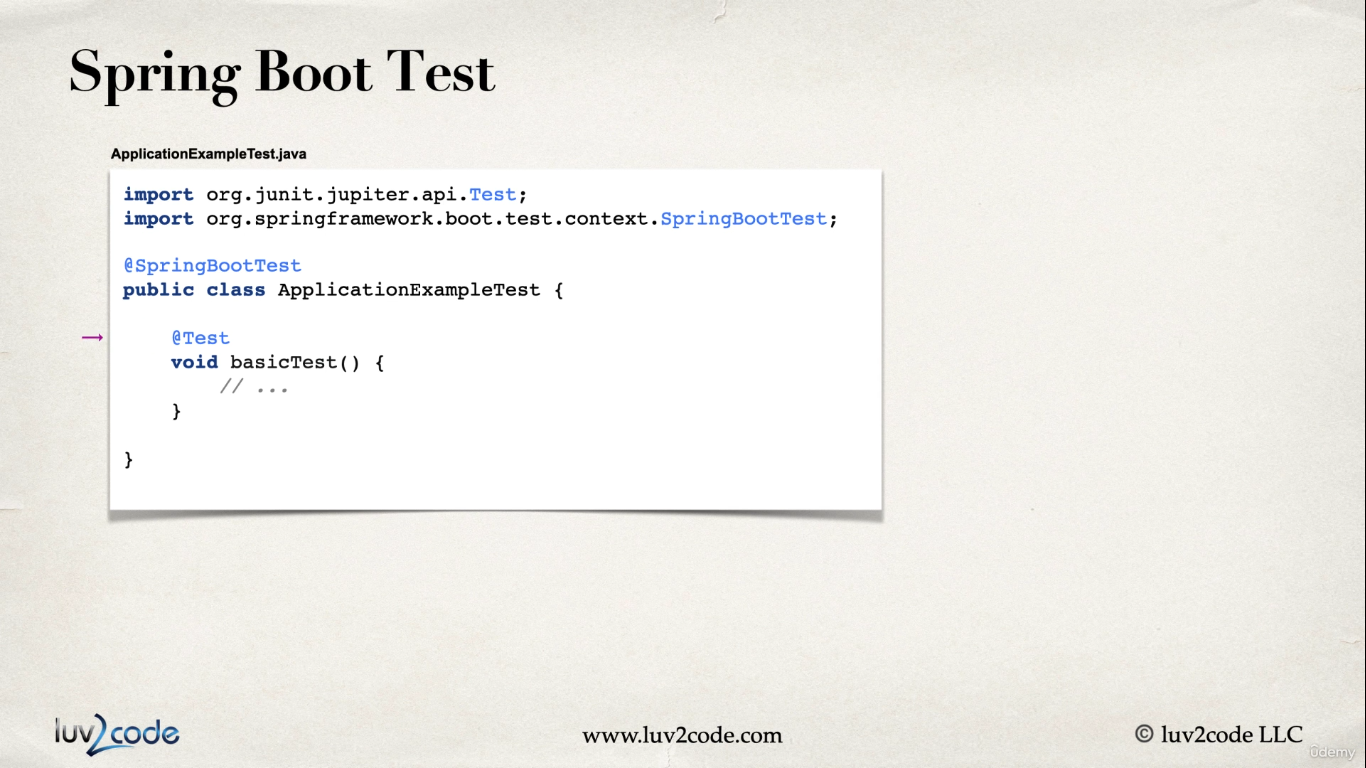 Spring Boot Test
ApplicationExampleTest.java
import org.junit.jupiter.api.Test;
import org.springframework.boot.test.context.SpringBootTest;
@SpringBootTest
public class ApplicationExampleTest {
@Test
void basicTest() {
// ...
}
}
luv2code
www.luv2code.com
© luv2code LLC
ûdemy